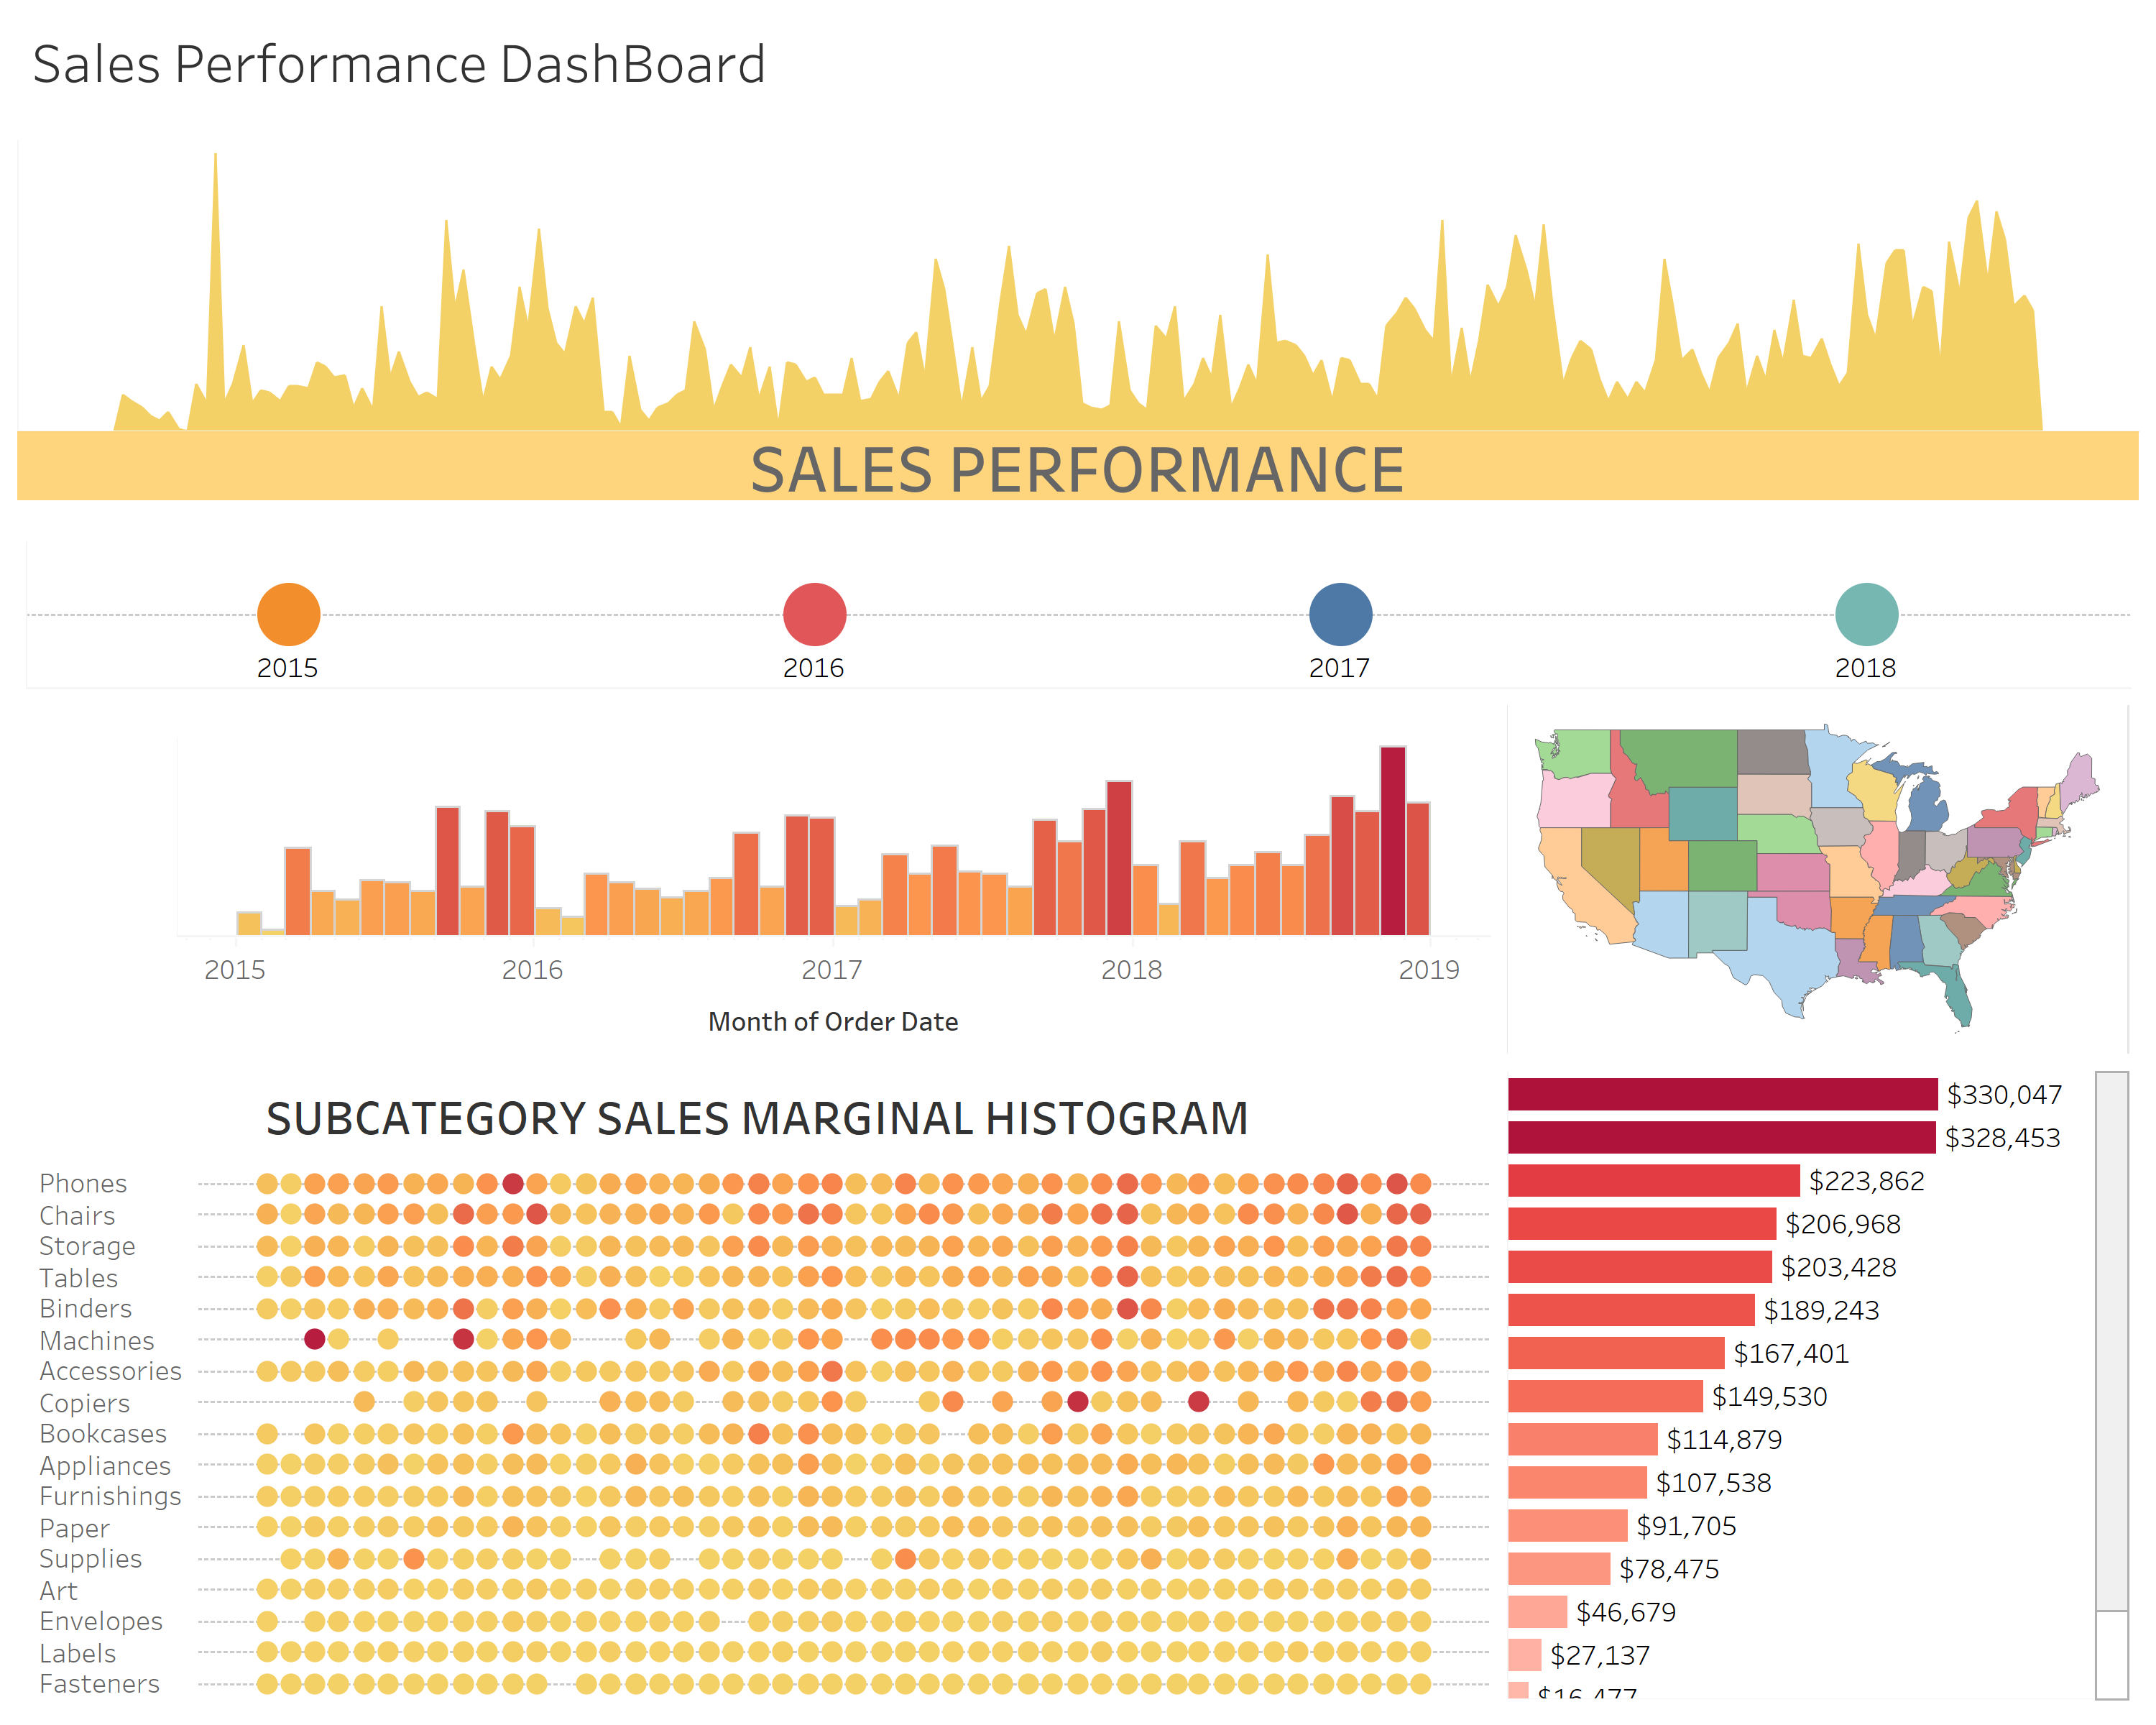 Sales Performance DashBoard
SALES PERFORMANCE
2015 2016 2017 2018
2015 2016 2017 2018 2019
Month of Order Date
SUBCATEGORY SALES MARGINAL HISTOGRAM
Phones
Chairs
Storage
Tables
Binders
Machines
Accessories
Copiers
Bookcases
Appliances
Furnishings
Paper
Supplies
Art
Envelopes
Labels
Fasteners
$330,047
$328,453
$223,862
$206,968
$203,428
$189,243
$167,401
$149,530
$114,879
$107,538
$91,705
$78,475
$46,679
$27,137
$16,477